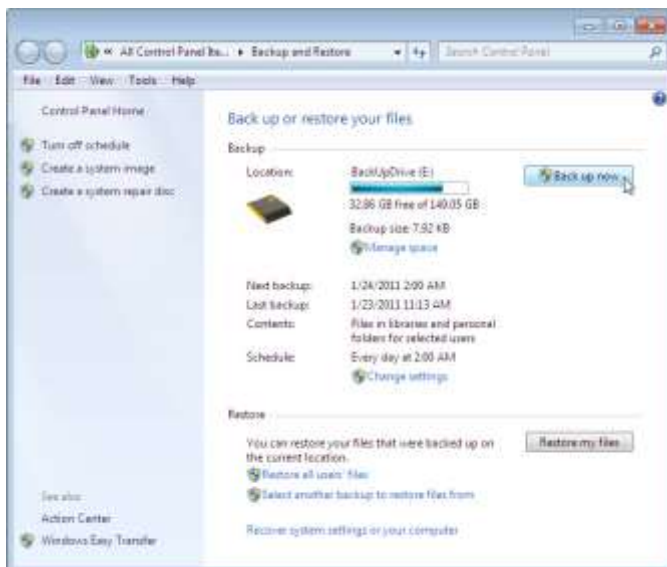 « All Control Panel Ite... ▸ Backup and Restore
Search Control Panel
File Edit View Tools Help
Control Panel Home
Turn off schedule
Create a system image
Create a system repair disc
See also
Action Center
Windows Easy Transfer
Back up or restore your files
Backup
Location: BackUpDrive (E:)
Back up now
32.86 GB free of 149.05 GB
Backup size: 7.92 KB
Manage space
Next backup: 1/24/2011 2:00 AM
Last backup: 1/23/2011 11:13 AM
Contents: Files in libraries and personal
folders for selected users
Schedule: Every day at 2:00 AM
Change settings
Restore
You can restore your files that were backed up on
the current location.
Restore my files
Restore all users' files
Select another backup to restore files from
Recover system settings or your computer